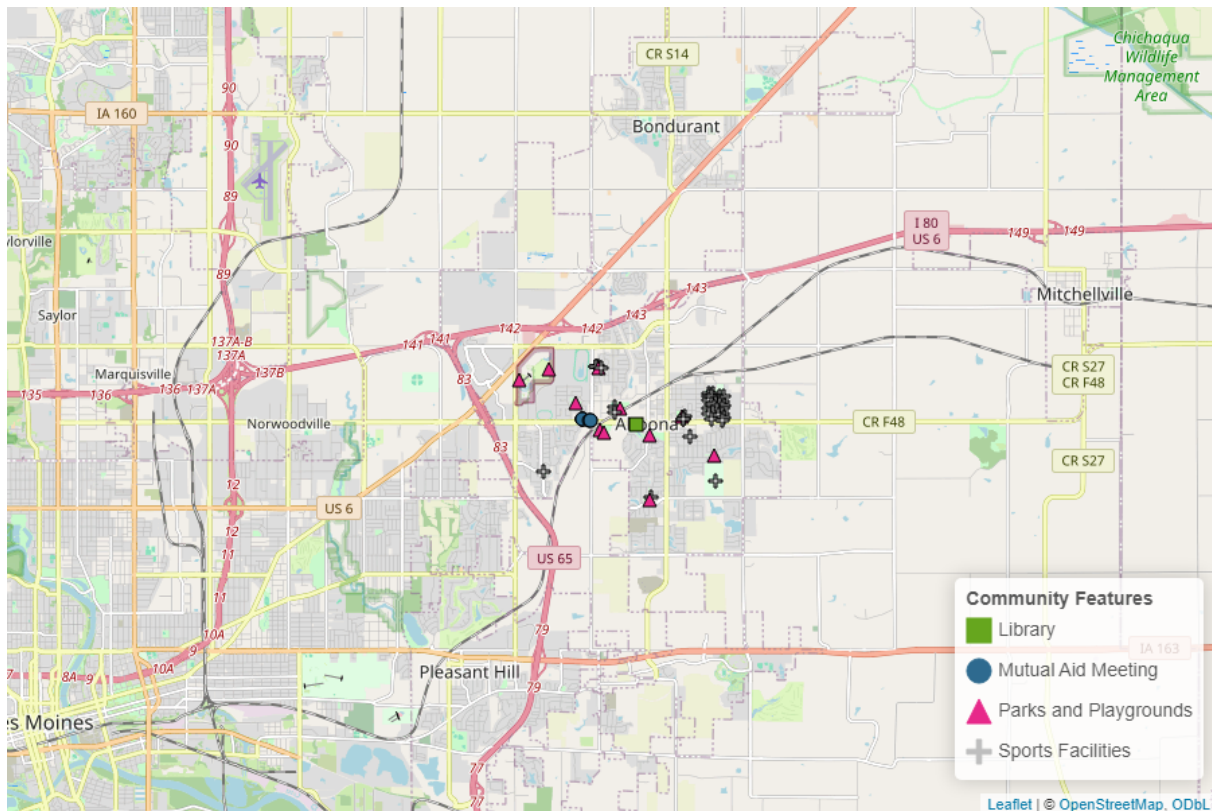 Chichaqua
Wildlife
Management
Area
CR S14
90
IA 160
Bondurant
90
89
I 80
US 6
149
149
ylorville
89
143
Mitchellville
Saylor
143
142
142
137A-B
141
141
137A
Marquisville
137B
CR S27
CR F48
135
136
136
137A
83
Norwoodville
CR F48
A
ona
83
CR S27
12
US 6
12
11
US 65
11
Community Features
Library
10A
79
9
IA 163
10A
8A
9
Pleasant Hill
Mutual Aid Meeting
79
Parks and Playgrounds
es Moines
Sports Facilities
77
Leaflet | © OpenStreetMap, ODbL